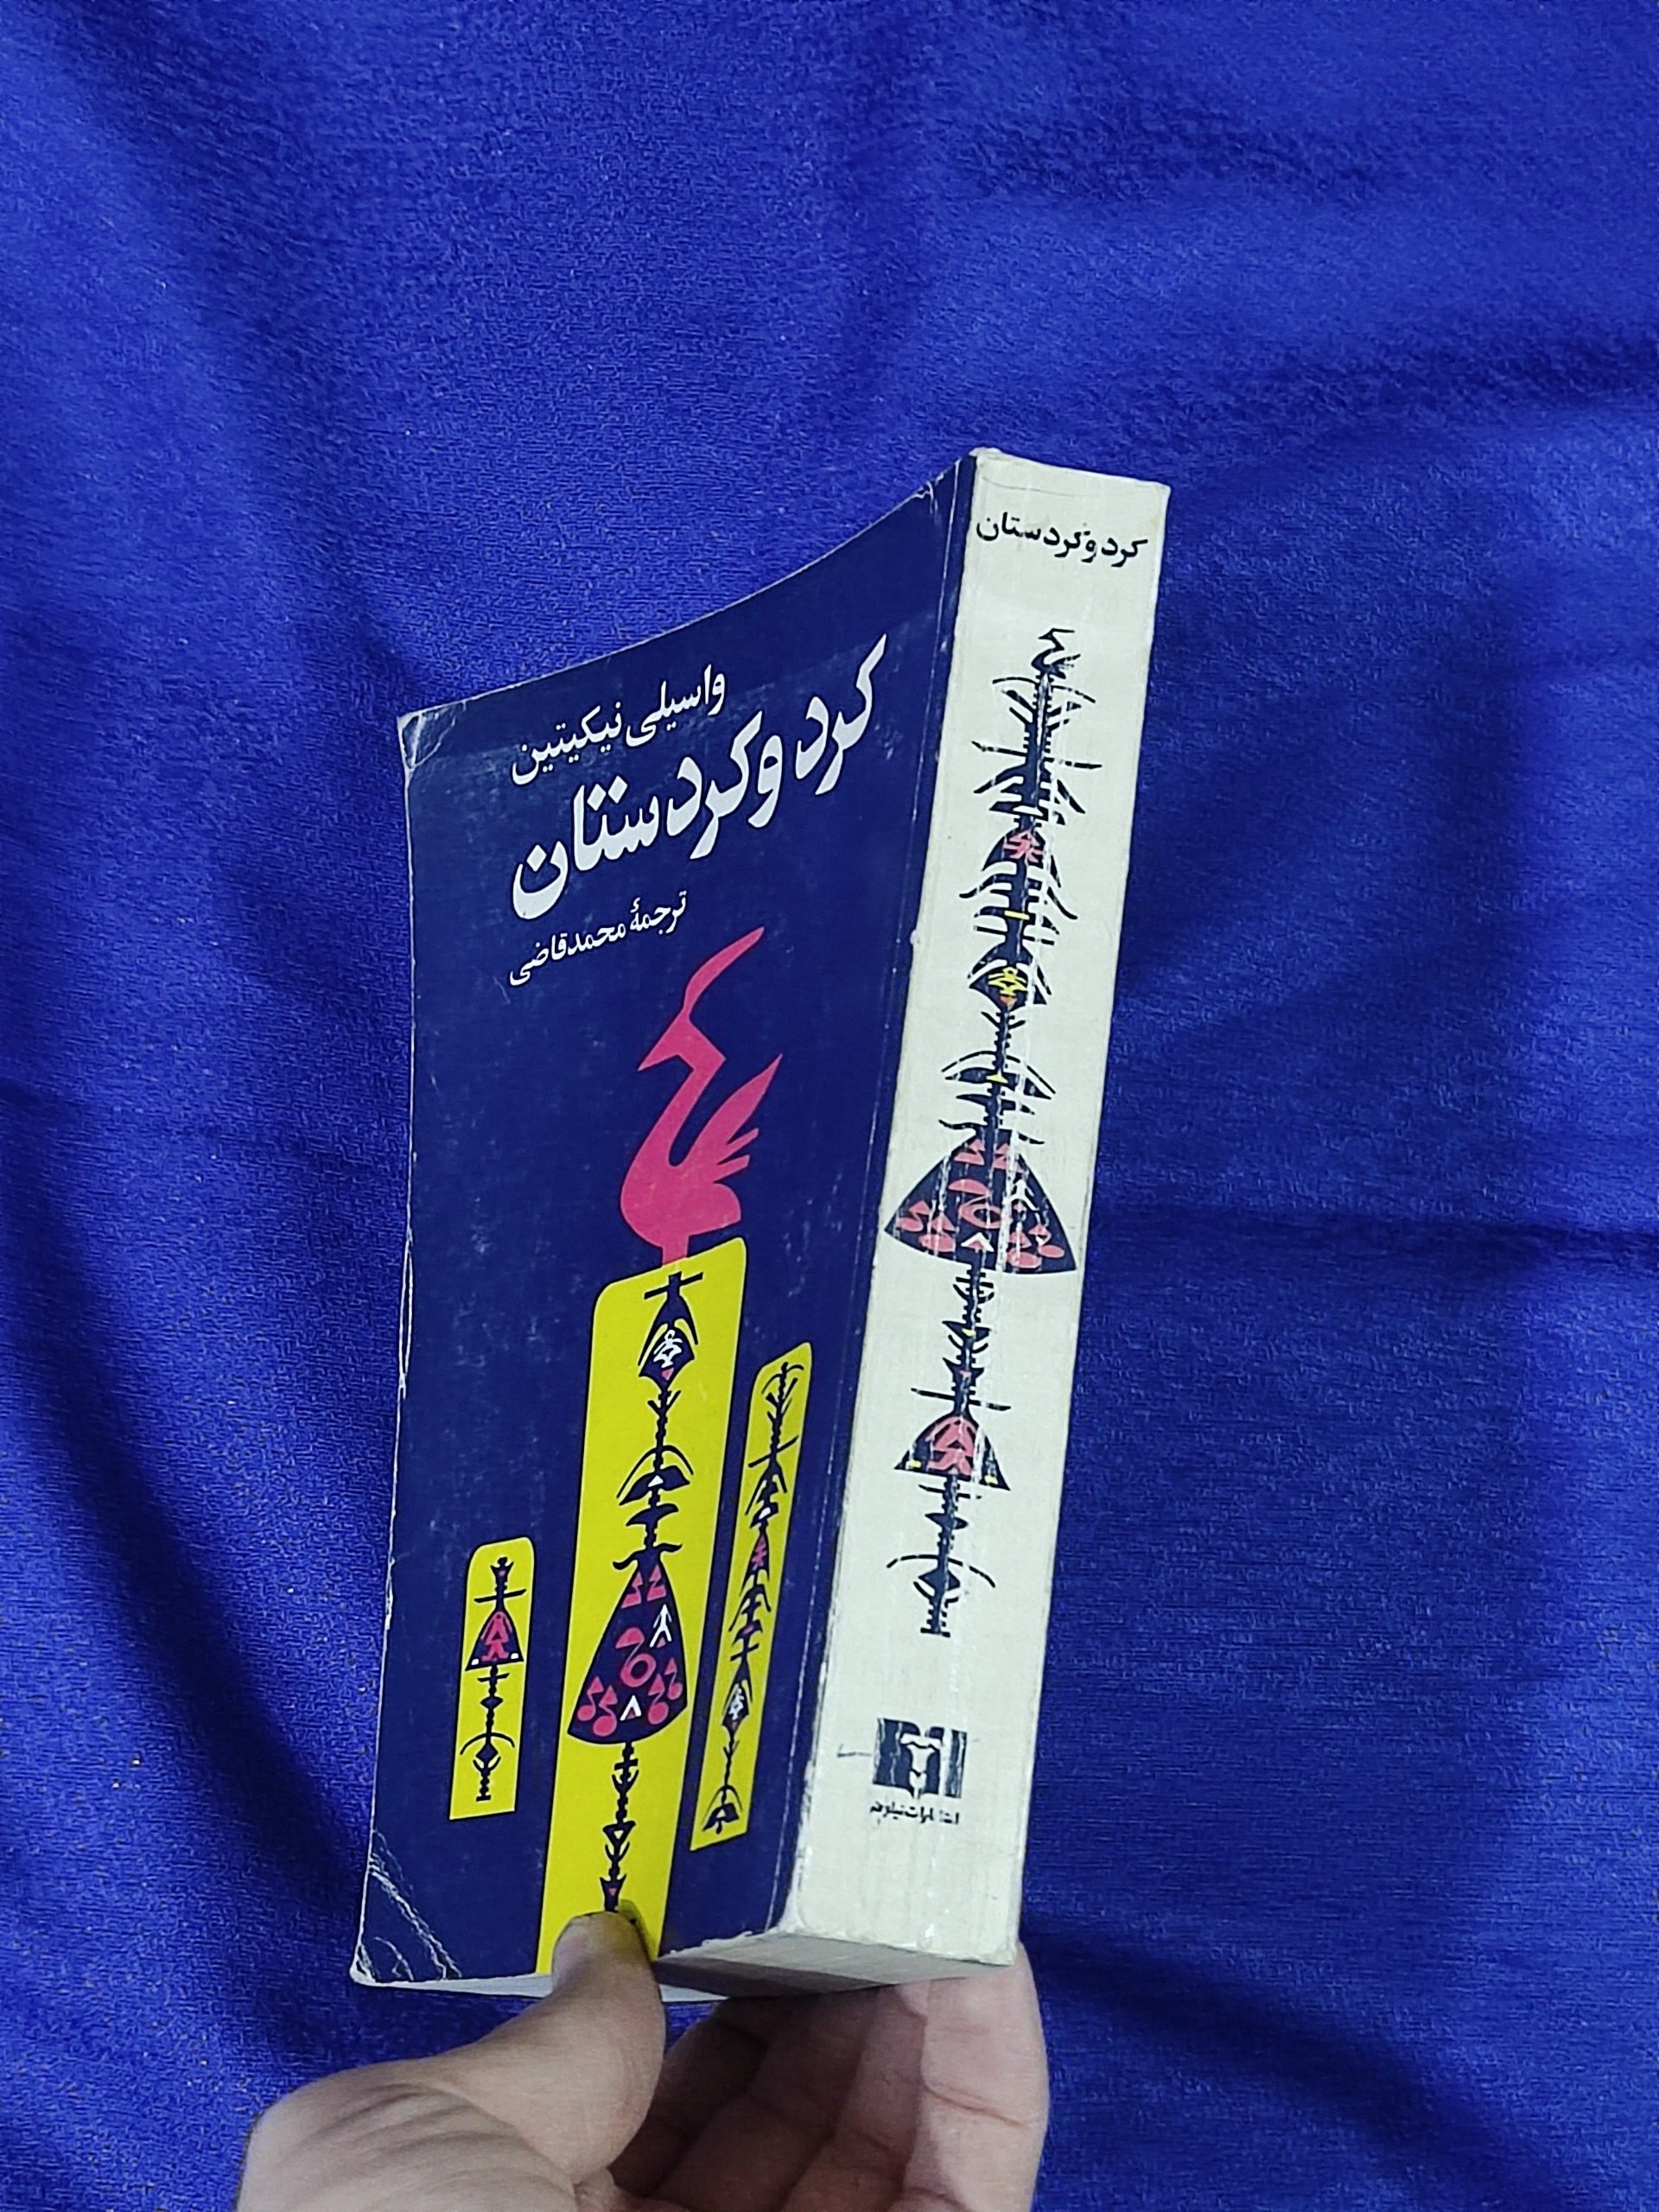 واسیلی نیکیتین
کرد و کردستان
ترجمهٔ محمد قاضی
کرد و کردستان
انتشارات نیلوفر